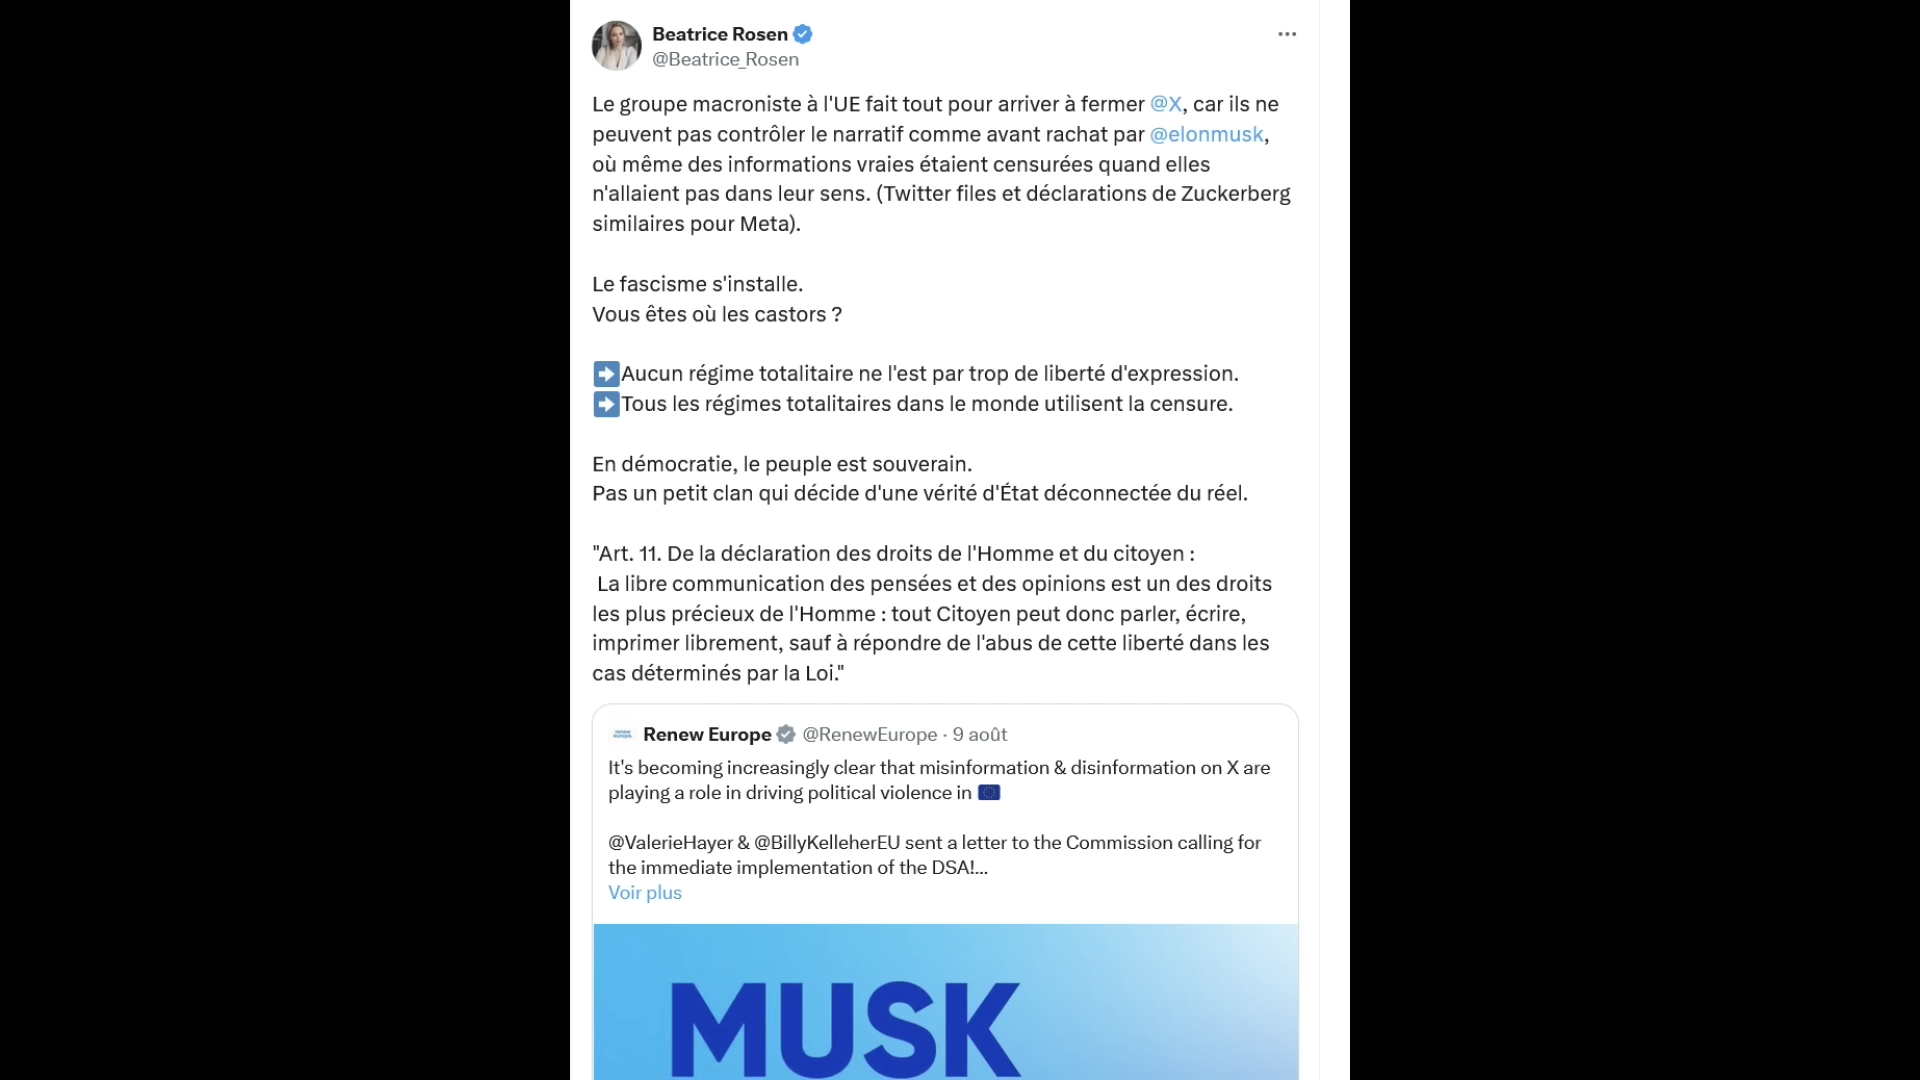 Beatrice Rosen
@Beatrice_Rosen
Le groupe macroniste à l'UE fait tout pour arriver à fermer @X, car ils ne
peuvent pas contrôler le narratif comme avant rachat par @elonmusk,
où même des informations vraies étaient censurées quand elles
n'allaient pas dans leur sens. (Twitter files et déclarations de Zuckerberg
similaires pour Meta).
Le fascisme s'installe.
Vous êtes où les castors ?
➡️Aucun régime totalitaire ne l'est par trop de liberté d'expression.
➡️Tous les régimes totalitaires dans le monde utilisent la censure.
En démocratie, le peuple est souverain.
Pas un petit clan qui décide d'une vérité d'État déconnectée du réel.
"Art. 11. De la déclaration des droits de l'Homme et du citoyen :
La libre communication des pensées et des opinions est un des droits
les plus précieux de l'Homme : tout Citoyen peut donc parler, écrire,
imprimer librement, sauf à répondre de l'abus de cette liberté dans les
cas déterminés par la Loi."
renew
europe.
Renew Europe @RenewEurope · 9 août
It's becoming increasingly clear that misinformation & disinformation on X are
playing a role in driving political violence in 🇪🇺
@ValerieHayer & @BillyKelleherEU sent a letter to the Commission calling for
the immediate implementation of the DSA!...
Voir plus
MUSK